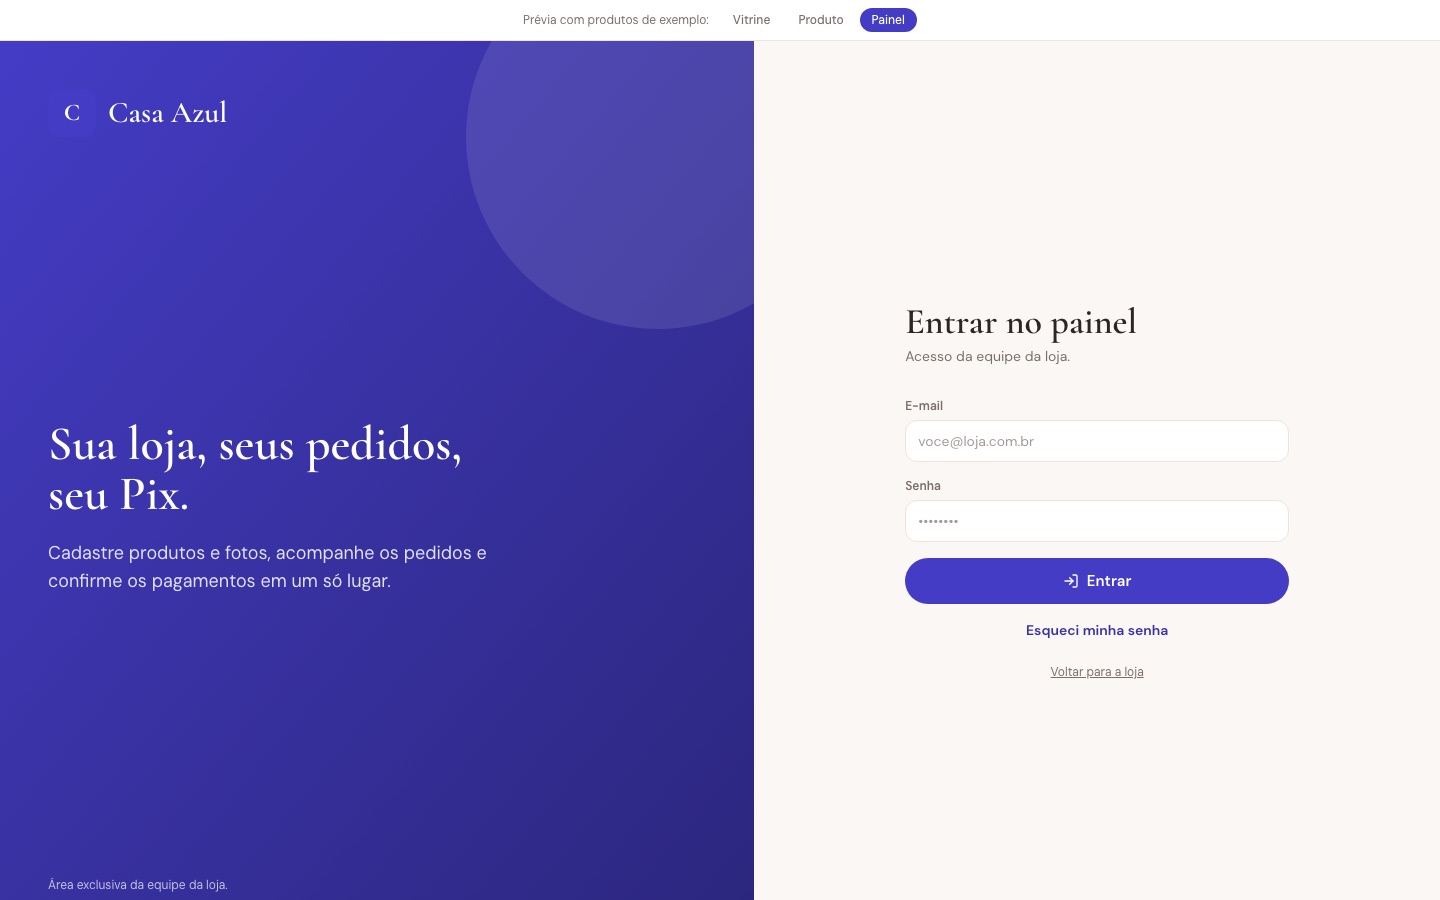 Prévia com produtos de exemplo: Vitrine Produto Painel
C Casa Azul
Sua loja, seus pedidos,
seu Pix.
Cadastre produtos e fotos, acompanhe os pedidos e
confirme os pagamentos em um só lugar.
Área exclusiva da equipe da loja.
Entrar no painel
Acesso da equipe da loja.
E-mail
voce@loja.com.br
Senha
••••••••
Entrar
Esqueci minha senha
Voltar para a loja